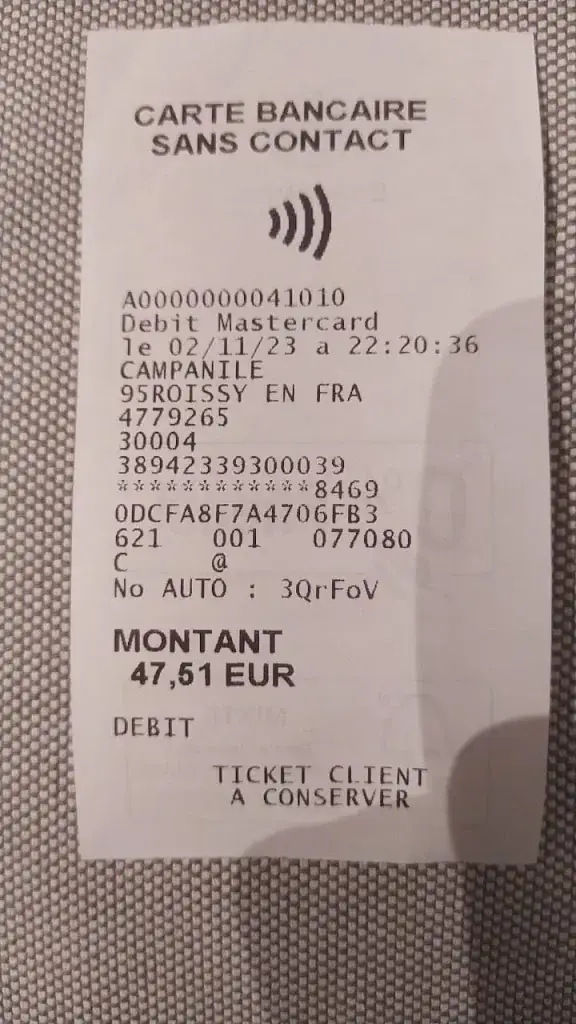 CARTE BANCAIRE
SANS CONTACT
A0000000041010
Debit Mastercard
le 02/11/23 a 22:20:36
CAMPANILE
95ROISSY EN FRA
4779265
30004
38942339300039
************8469
0DCFA8F7A4706FB3
621 001 077080
C @
No AUTO : 3QrFoV
MONTANT
47,51 EUR
DEBIT
TICKET CLIENT
A CONSERVER